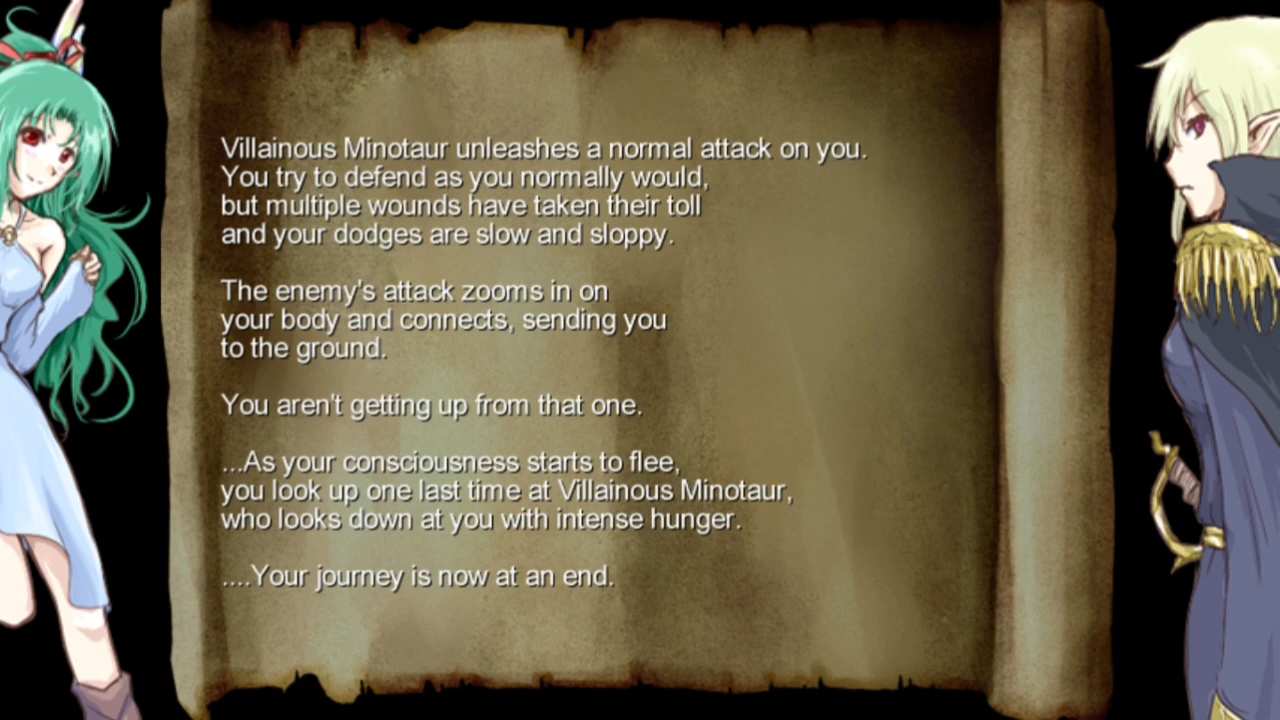 Villainous Minotaur unleashes a normal attack on you.
You try to defend as you normally would,
but multiple wounds have taken their toll
and your dodges are slow and sloppy.
The enemy's attack zooms in on
your body and connects, sending you
to the ground.
You aren't getting up from that one.
...As your consciousness starts to flee,
you look up one last time at Villainous Minotaur,
who looks down at you with intense hunger.
....Your journey is now at an end.